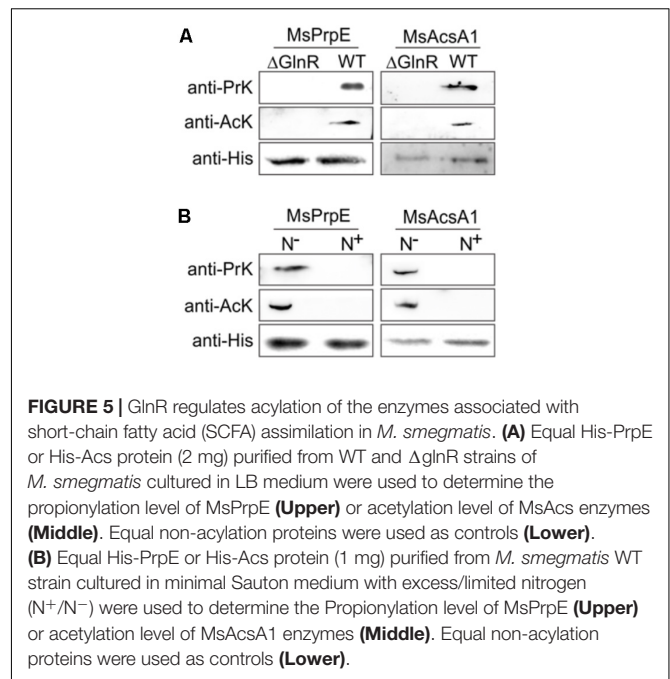 A
MsPrpE MsAcsA1
ΔGlnR WT ΔGlnR WT
anti-PrK
anti-AcK
anti-His
B
MsPrpE MsAcsA1
N⁻ N⁺ N⁻ N⁺
anti-PrK
anti-AcK
anti-His
FIGURE 5 | GlnR regulates acylation of the enzymes associated with
short-chain fatty acid (SCFA) assimilation in M. smegmatis. (A) Equal His-PrpE
or His-Acs protein (2 mg) purified from WT and ΔglnR strains of
M. smegmatis cultured in LB medium were used to determine the
propionylation level of MsPrpE (Upper) or acetylation level of MsAcs enzymes
(Middle). Equal non-acylation proteins were used as controls (Lower).
(B) Equal His-PrpE or His-Acs protein (1 mg) purified from M. smegmatis WT
strain cultured in minimal Sauton medium with excess/limited nitrogen
(N⁺/N⁻) were used to determine the Propionylation level of MsPrpE (Upper)
or acetylation level of MsAcsA1 enzymes (Middle). Equal non-acylation
proteins were used as controls (Lower).